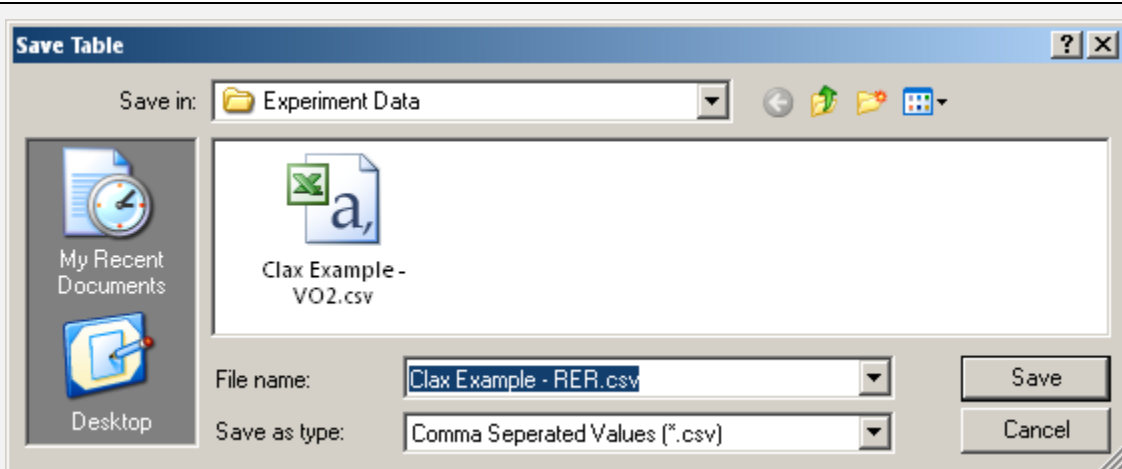 Save Table
Save in:
Experiment Data
a,
My Recent
Documents
Clax Example -
VO2.csv
File name:
Clax Example - RER.csv
Save
Desktop
Save as type:
Comma Seperated Values (*.csv)
Cancel